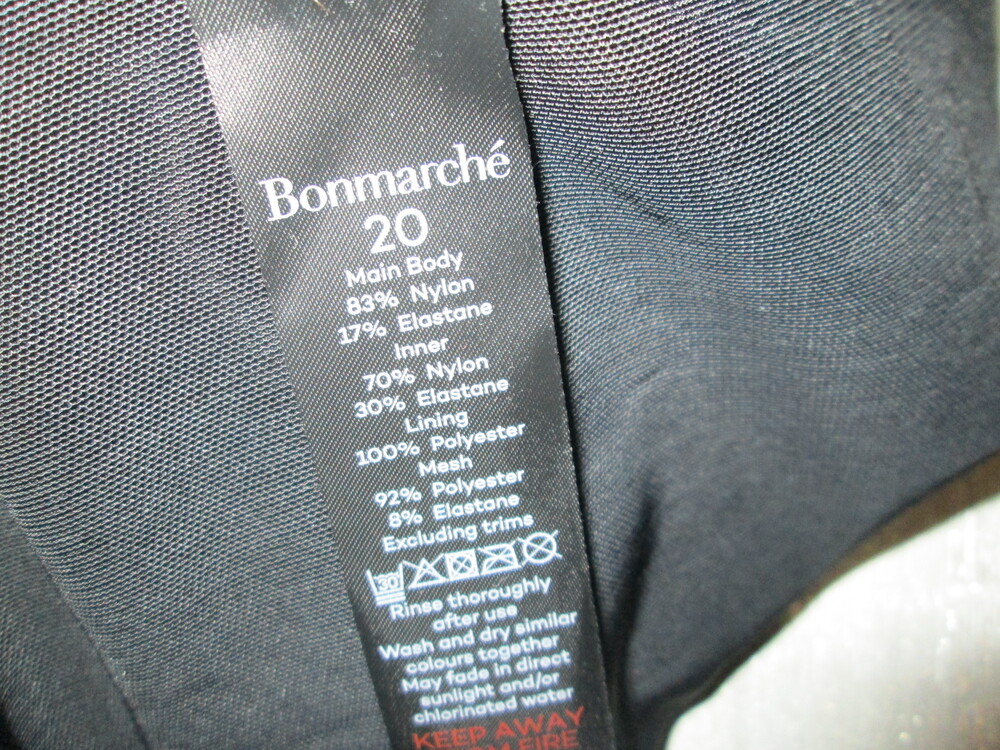 Bonmarché
20
Main Body
83% Nylon
17% Elastane
Inner
70% Nylon
30% Elastane
Lining
100% Polyester
Mesh
92% Polyester
8% Elastane
Excluding trims
30
Rinse thoroughly
after use
Wash and dry similar
colours together
May fade in direct
sunlight and/or
chlorinated water
KEEP AWAY
FIRE